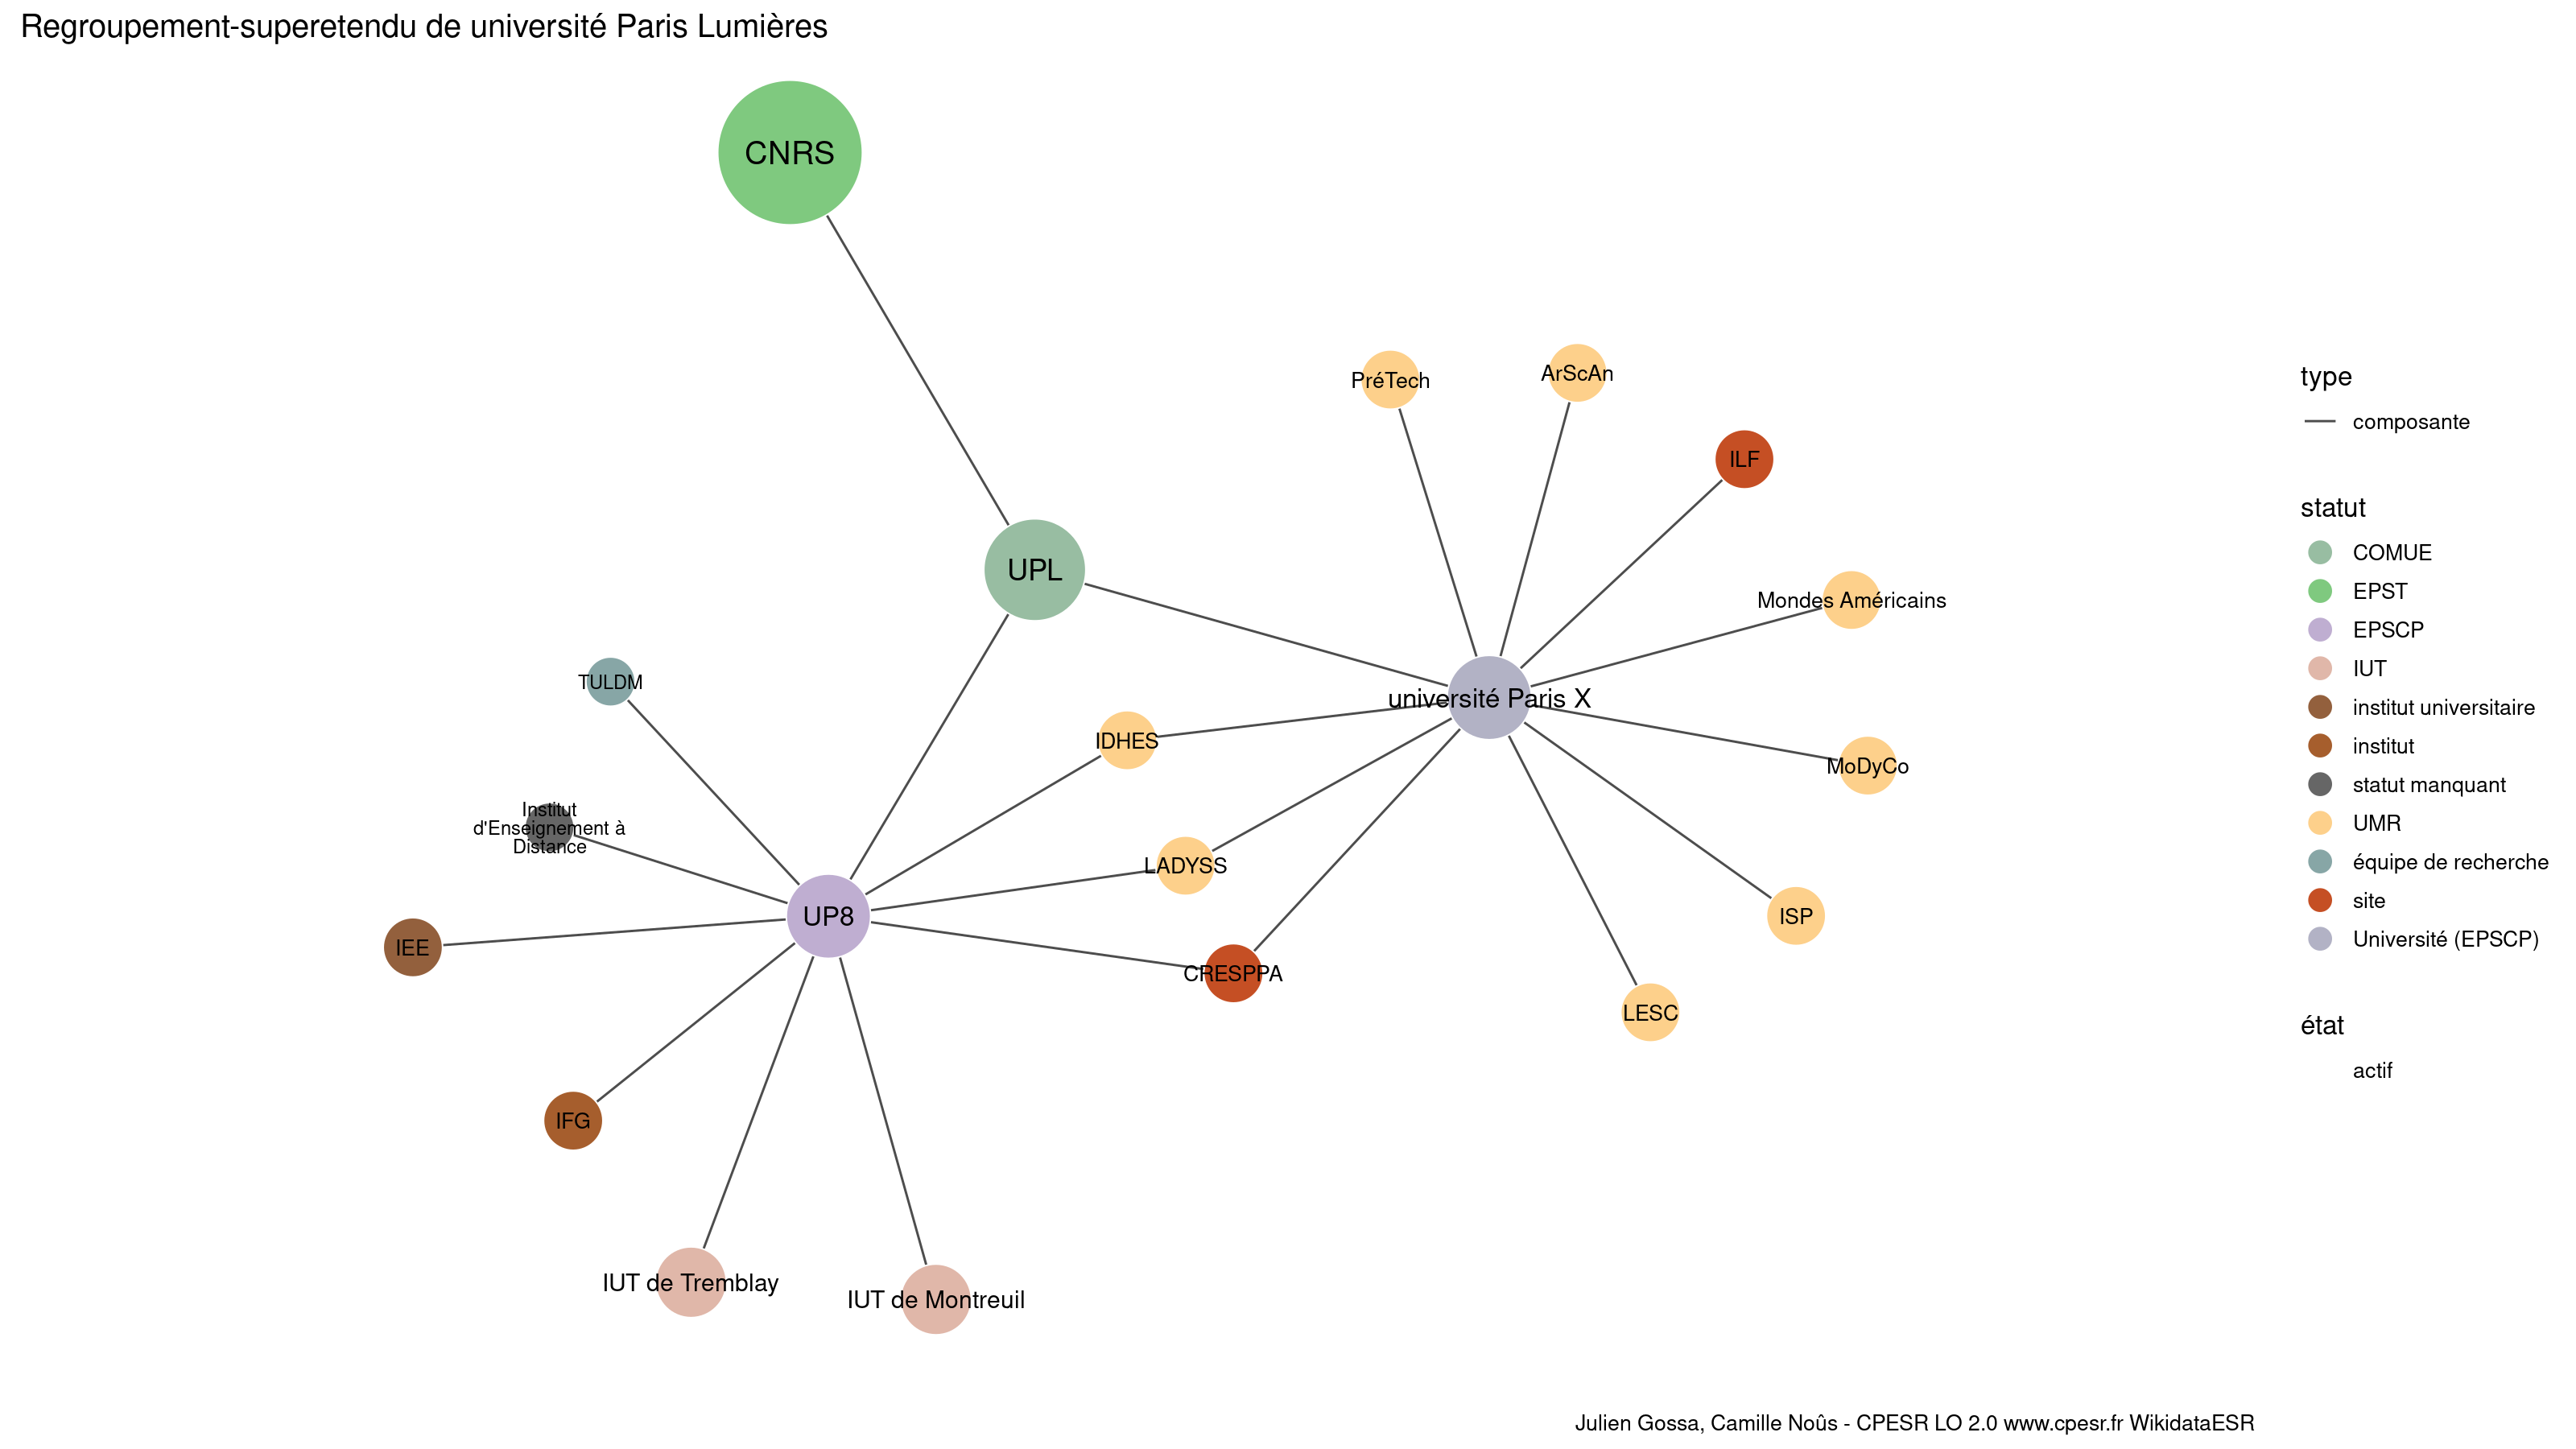 Regroupement-superetendu de université Paris Lumières
CNRS
PréTech
ArScAn
ILF
UPL
Mondes Américains
TULDM
université Paris X
IDHES
MoDyCo
Institut
d'Enseignement à
Distance
LADYSS
UP8
ISP
IEE
CRESPPA
LESC
IFG
IUT de Tremblay
IUT de Montreuil
type
composante
statut
COMUE
EPST
EPSCP
IUT
institut universitaire
institut
statut manquant
UMR
équipe de recherche
site
Université (EPSCP)
état
actif
Julien Gossa, Camille Noûs - CPESR LO 2.0 www.cpesr.fr WikidataESR